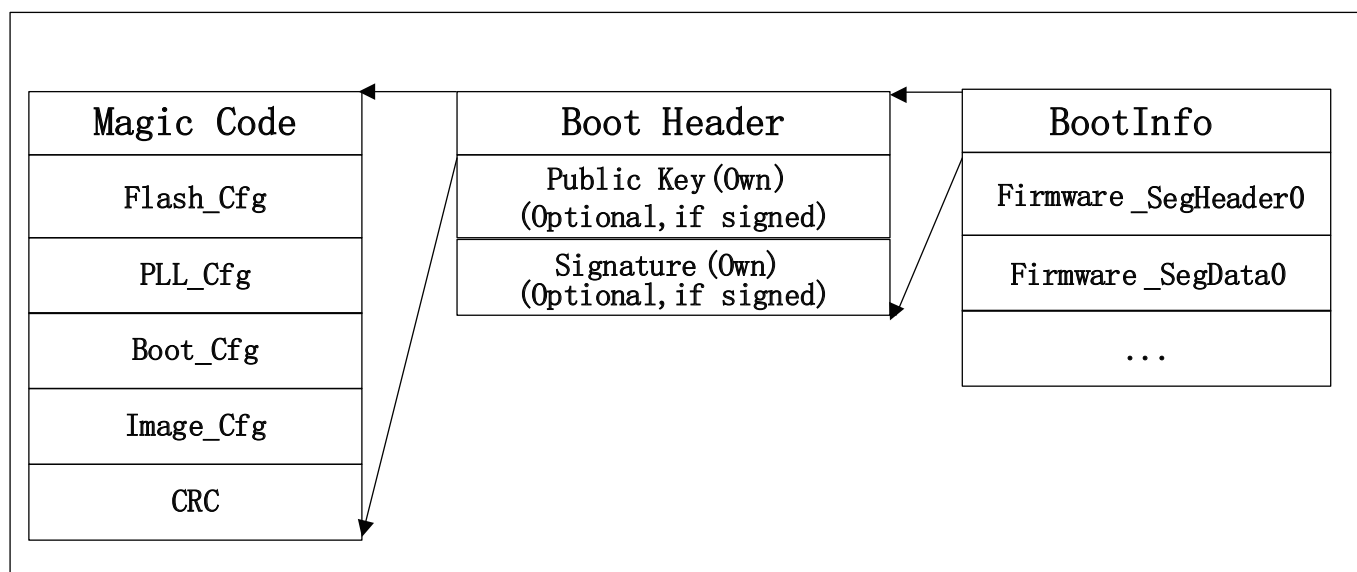 Magic Code
Flash_Cfg
PLL_Cfg
Boot_Cfg
Image_Cfg
CRC
Boot Header
Public Key(Own)
(Optional,if signed)
Signature(Own)
(Optional,if signed)
BootInfo
Firmware_SegHeader0
Firmware_SegData0
...